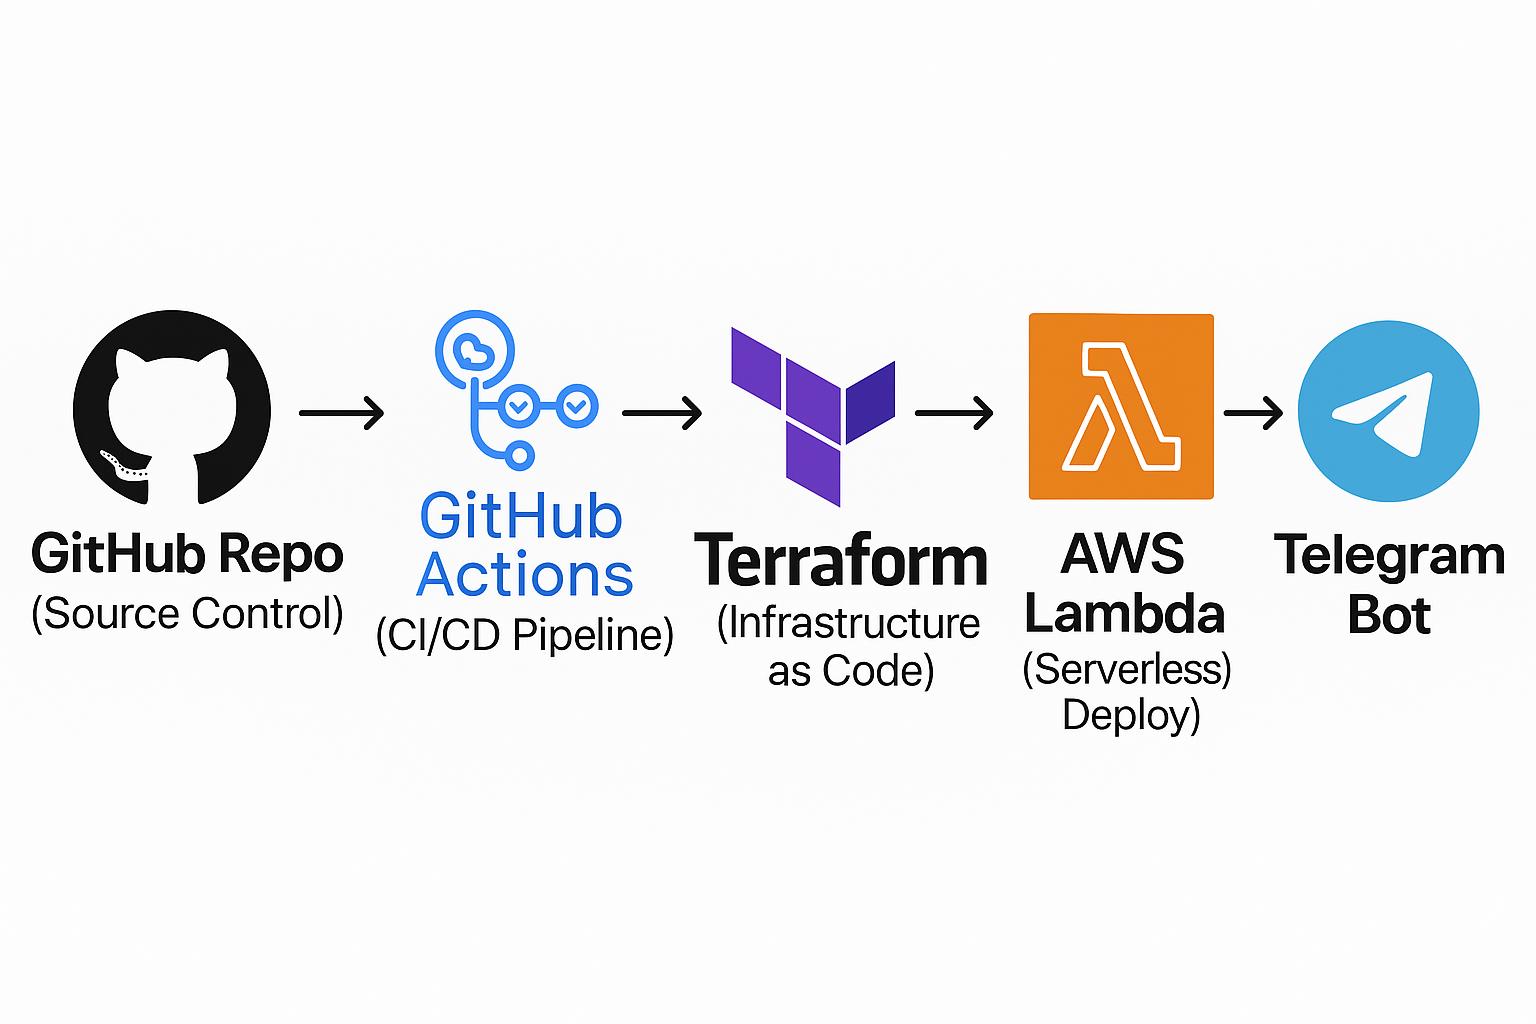 GitHub Repo
(Source Control)
GitHub
Actions
(CI/CD Pipeline)
Terraform
(Infrastructure
as Code)
AWS
Lambda
(Serverless)
Deploy)
Telegram
Bot